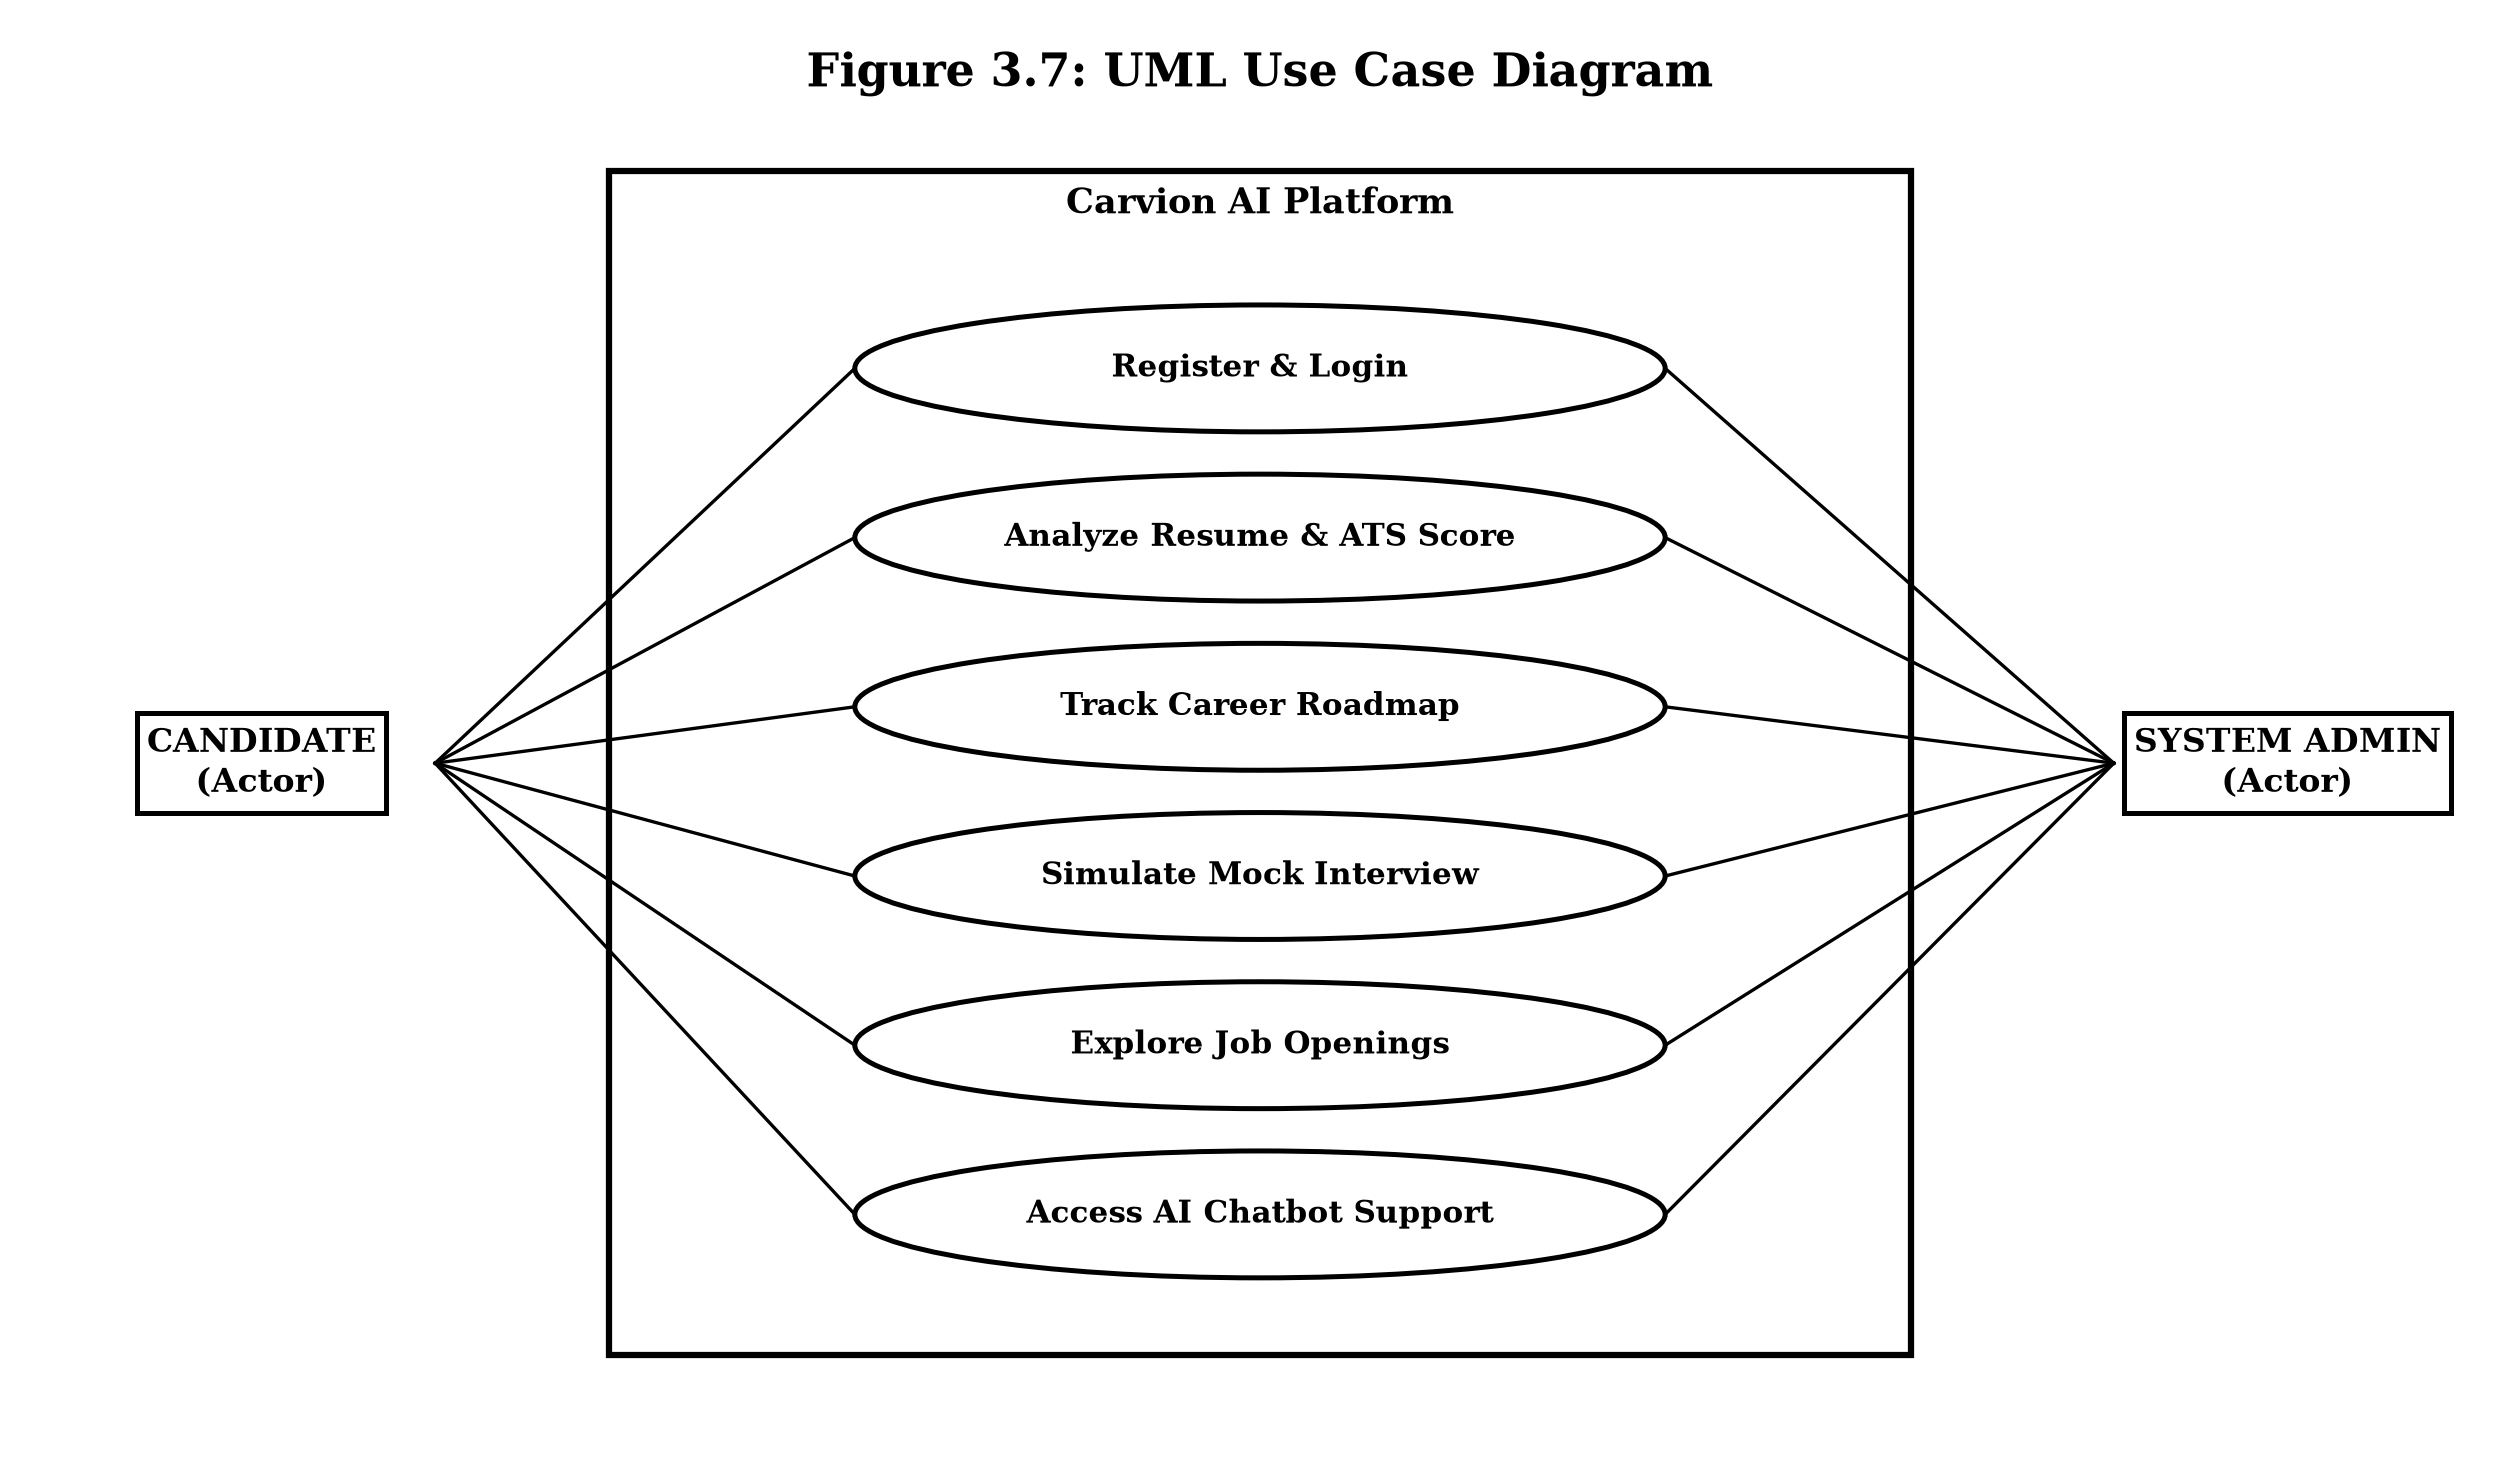 Figure 3.7: UML Use Case Diagram
Carvion AI Platform
Register & Login
Analyze Resume & ATS Score
Track Career Roadmap
CANDIDATE
(Actor)
SYSTEM ADMIN
(Actor)
Simulate Mock Interview
Explore Job Openings
Access AI Chatbot Support